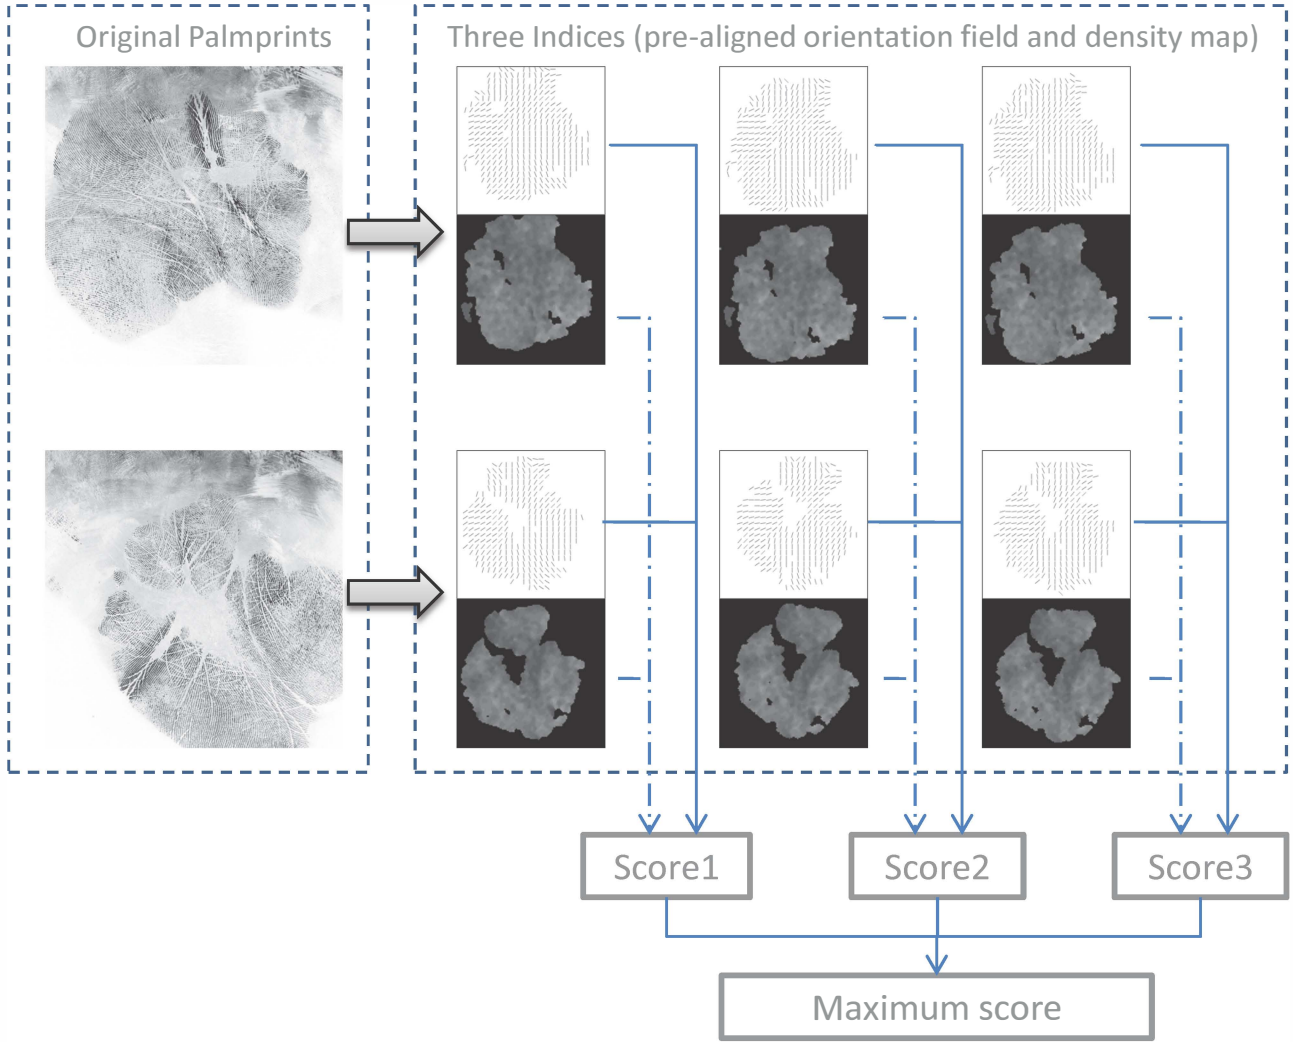 Original Palmprints
Three Indices (pre-aligned orientation field and density map)
Score1
Score2
Score3
Maximum score